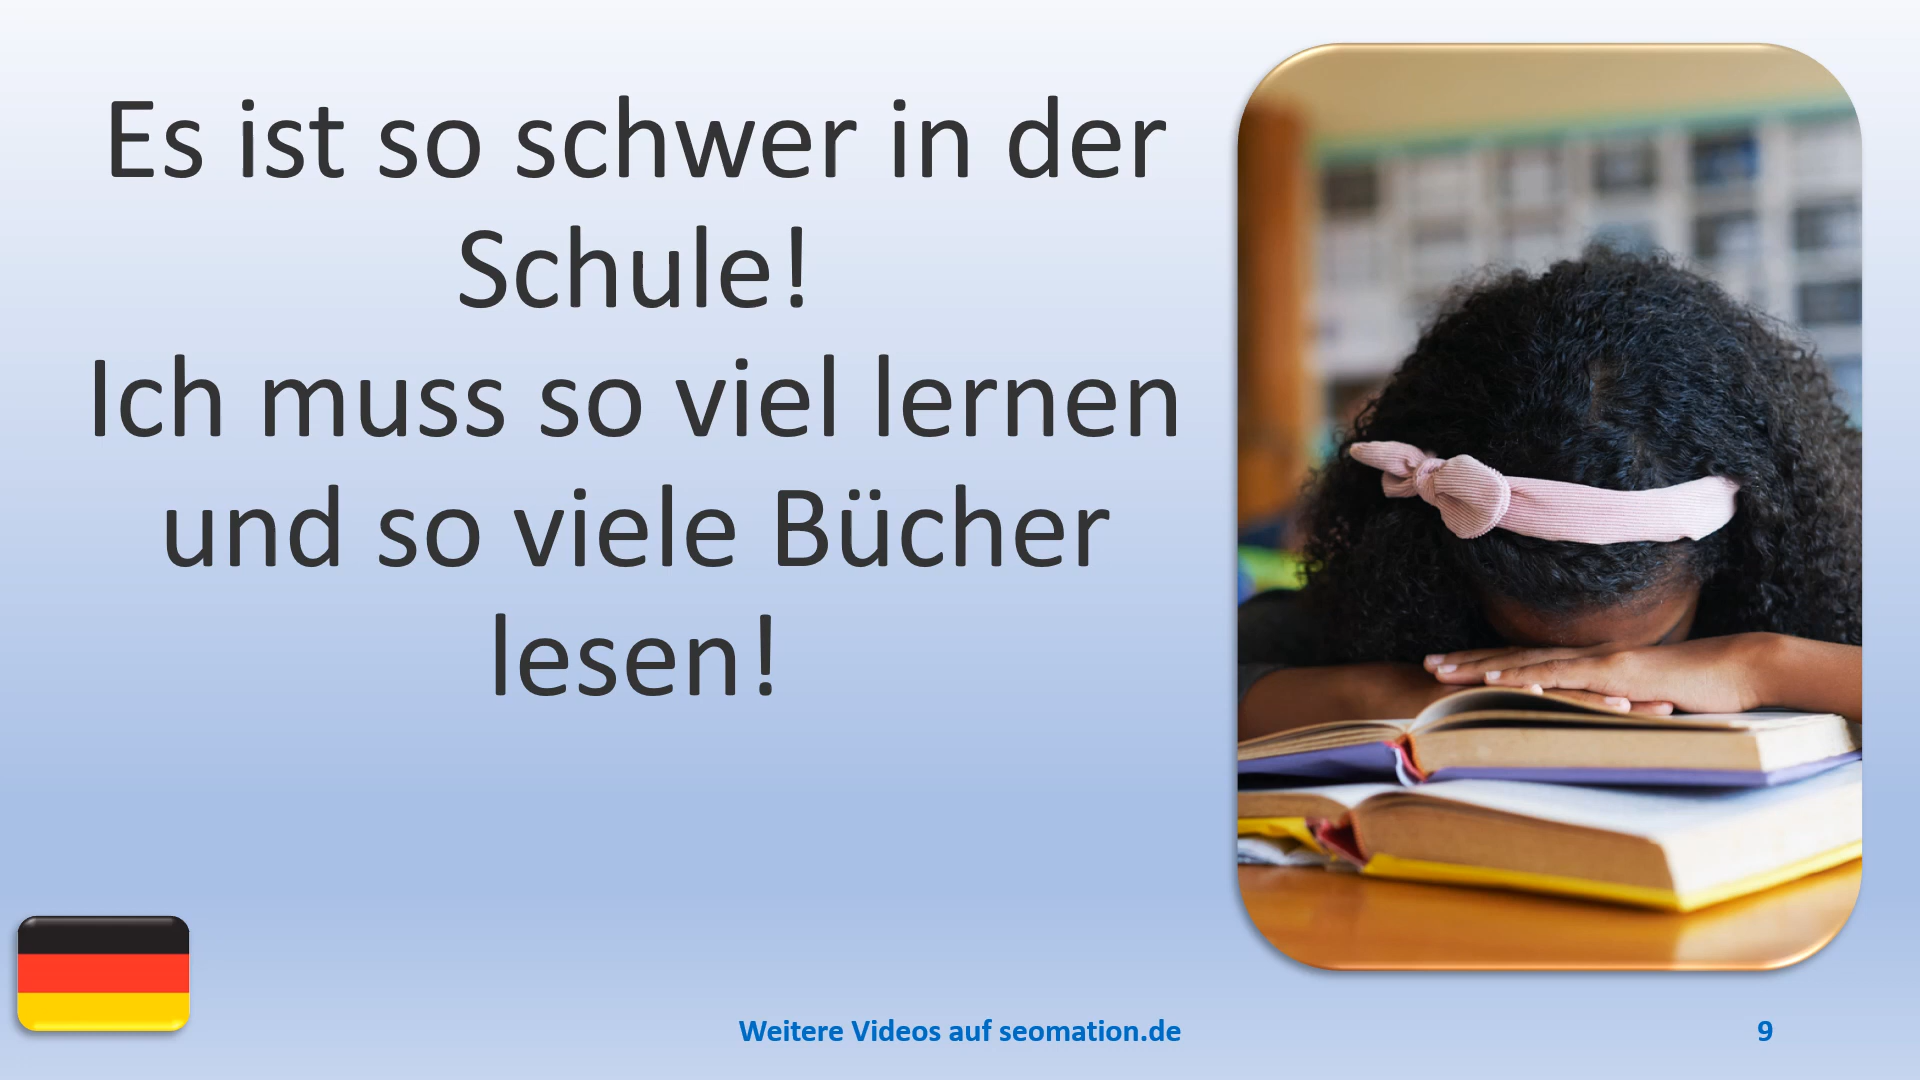 Es ist so schwer in der
Schule!
Ich muss so viel lernen
und so viele Bücher
lesen!
Weitere Videos auf seomation.de
9